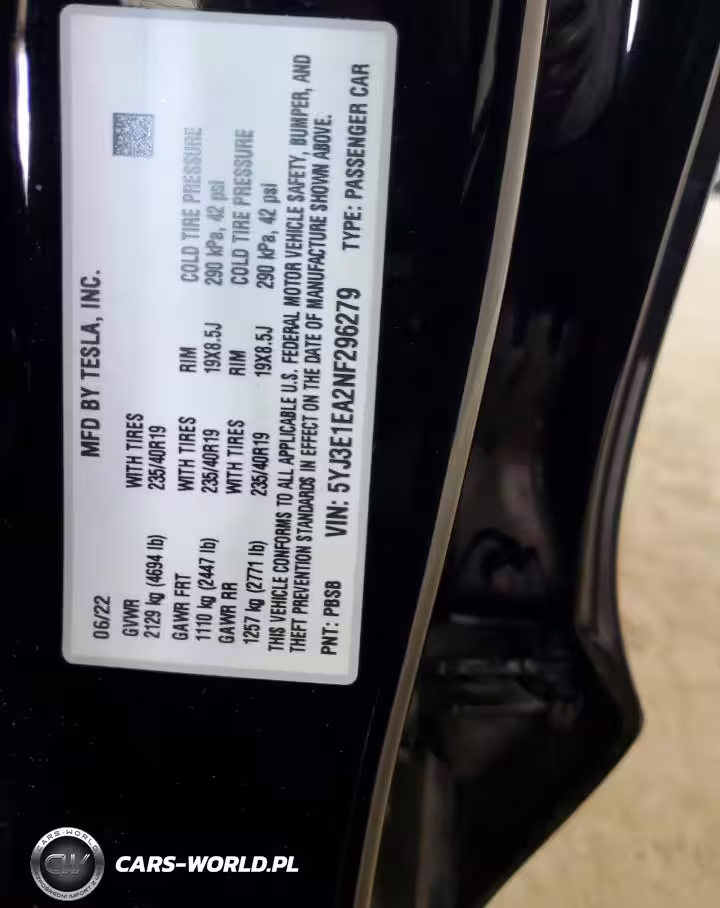 MFD BY TESLA, INC.
06/22
GVWR
2129 kg (4694 lb)
WITH TIRES
235/40R19
GAWR FRT
1110 kg (2447 lb)
WITH TIRES
235/40R19
RIM
19X8.5J
COLD TIRE PRESSURE
290 kPa, 42 psi
GAWR RR
1257 kg (2771 lb)
WITH TIRES
235/40R19
RIM
19X8.5J
COLD TIRE PRESSURE
290 kPa, 42 psi
THIS VEHICLE CONFORMS TO ALL APPLICABLE U.S. FEDERAL MOTOR VEHICLE SAFETY, BUMPER, AND
THEFT PREVENTION STANDARDS IN EFFECT ON THE DATE OF MANUFACTURE SHOWN ABOVE.
PNT: PBSB VIN: 5YJ3E1EA2NF296279 TYPE: PASSENGER CAR
CARS-WORLD
CW
CARS-WORLD.PL